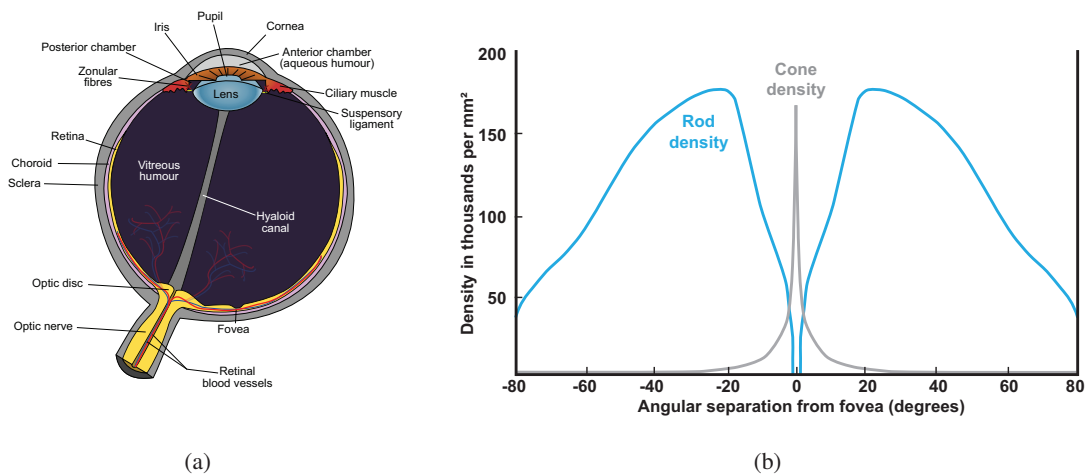 Pupil
Iris
Cornea
Posterior chamber
Anterior chamber
(aqueous humour)
Zonular
fibres
Lens
Ciliary muscle
Suspensory
ligament
Retina
Choroid
Sclera
Vitreous
humour
Hyaloid
canal
Optic disc
Optic nerve
Fovea
Retinal
blood vessels
(a)
Density in thousands per mm²
200
150
100
50
Cone
density
Rod
density
-80 -60 -40 -20 0 20 40 60 80
Angular separation from fovea (degrees)
(b)